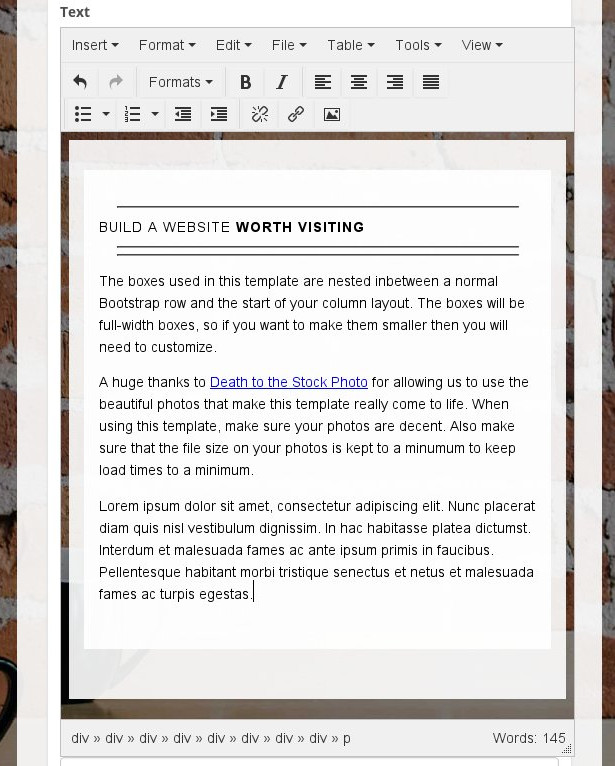 Text
Insert Format Edit File Table Tools View
Formats B I
BUILD A WEBSITE WORTH VISITING
The boxes used in this template are nested inbetween a normal
Bootstrap row and the start of your column layout. The boxes will be
full-width boxes, so if you want to make them smaller then you will
need to customize.
A huge thanks to Death to the Stock Photo for allowing us to use the
beautiful photos that make this template really come to life. When
using this template, make sure your photos are decent. Also make
sure that the file size on your photos is kept to a minumum to keep
load times to a minimum.
Lorem ipsum dolor sit amet, consectetur adipiscing elit. Nunc placerat
diam quis nisl vestibulum dignissim. In hac habitasse platea dictumst.
Interdum et malesuada fames ac ante ipsum primis in faucibus.
Pellentesque habitant morbi tristique senectus et netus et malesuada
fames ac turpis egestas.
div » div » div » div » div » div » div » div » p Words: 145